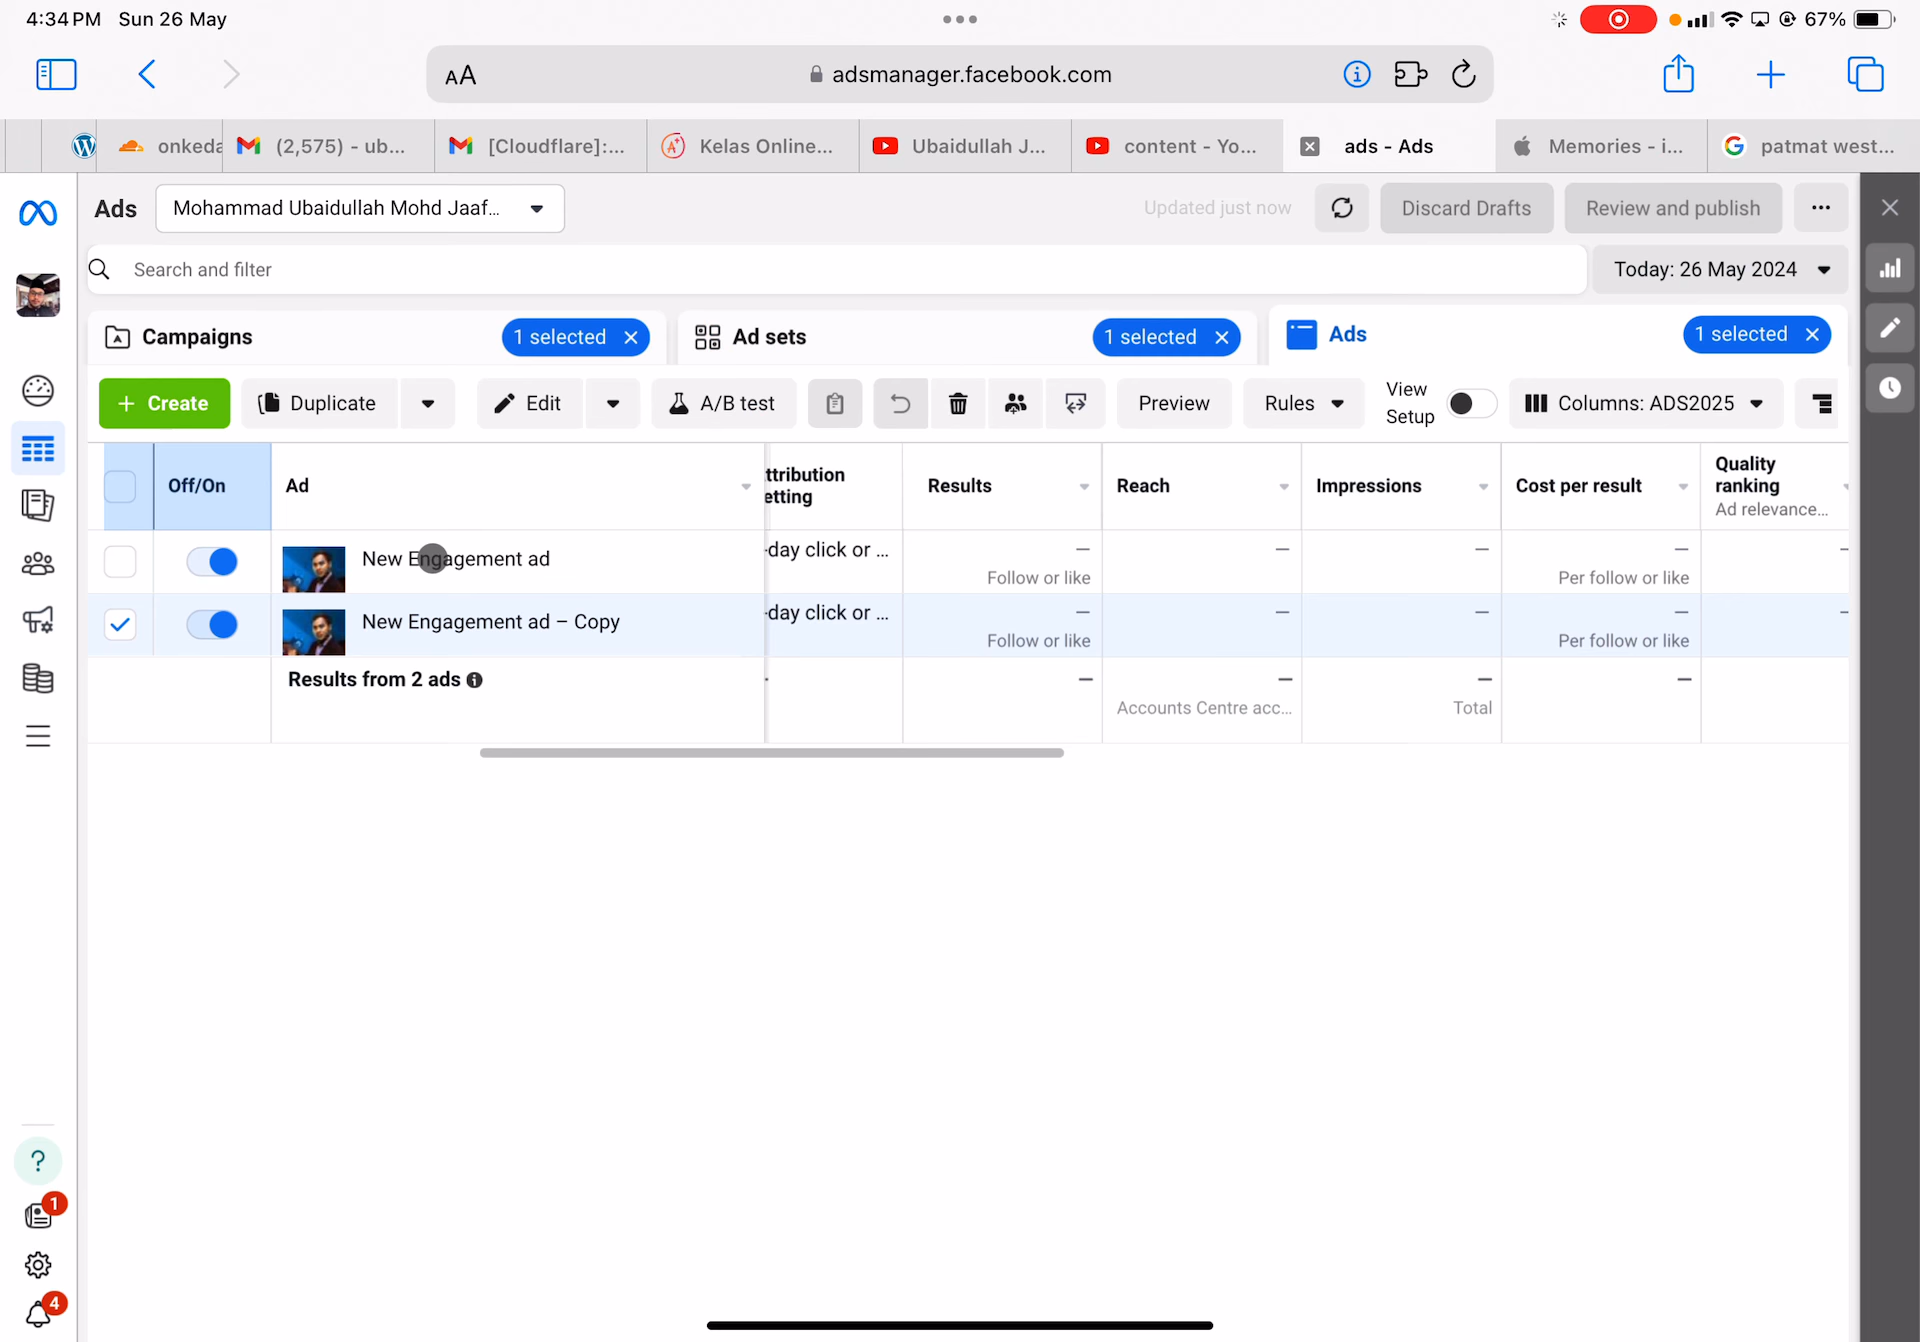 4:34 PM Sun 26 May
67%
AA
adsmanager.facebook.com
onkeda
(2,575) - ub...
[Cloudflare]:...
Kelas Online...
Ubaidullah J...
content - Yo...
ads - Ads
Memories - i...
patmat west...
Ads
Mohammad Ubaidullah Mohd Jaaf...
Updated just now
Discard Drafts
Review and publish
Search and filter
Today: 26 May 2024
Campaigns
1 selected
Ad sets
1 selected
Ads
1 selected
Create
Duplicate
Edit
A/B test
Preview
Rules
View Setup
Columns: ADS2025
Off/On
Ad
ttribution
etting
Results
Reach
Impressions
Cost per result
Quality
ranking
Ad relevance...
New Engagement ad
-day click or ...
—
—
—
—
Follow or like
Per follow or like
New Engagement ad – Copy
-day click or ...
—
—
—
—
Follow or like
Per follow or like
Results from 2 ads
—
—
—
—
Accounts Centre acc...
Total
?
1
4